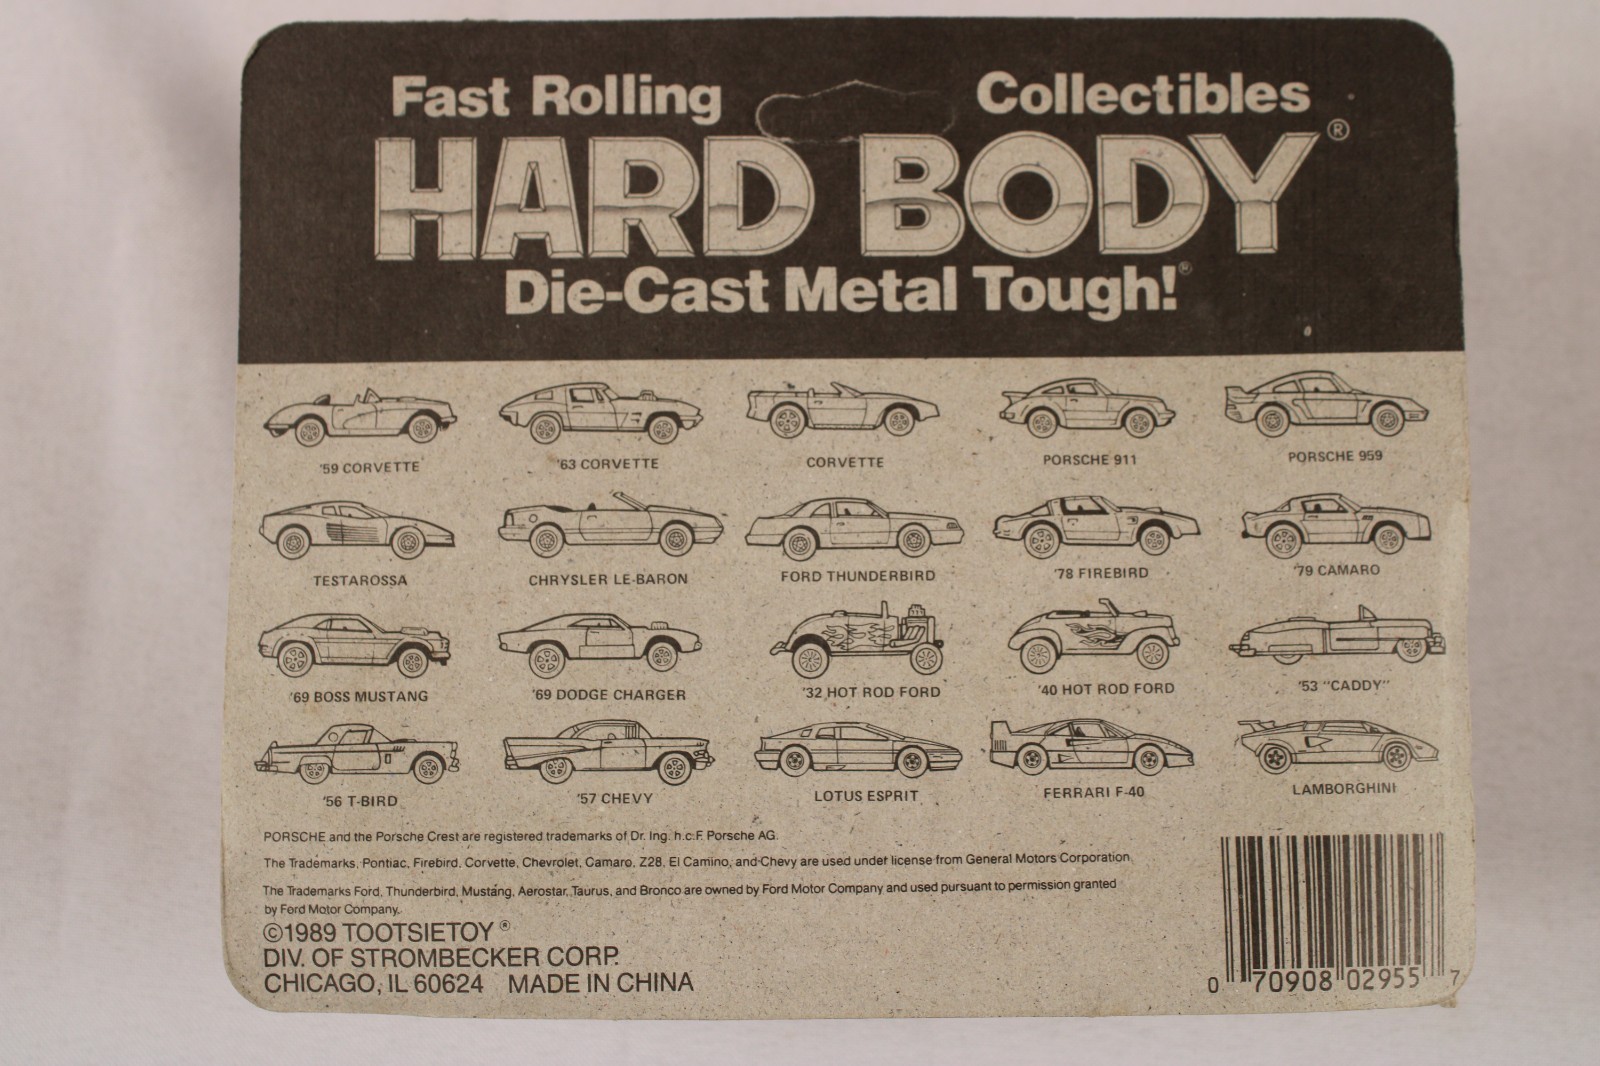 Fast Rolling Collectibles
HARD BODY®
Die-Cast Metal Tough!®
'59 CORVETTE '63 CORVETTE CORVETTE PORSCHE 911 PORSCHE 959
TESTAROSSA CHRYSLER LE-BARON FORD THUNDERBIRD '78 FIREBIRD '79 CAMARO
'69 BOSS MUSTANG '69 DODGE CHARGER '32 HOT ROD FORD '40 HOT ROD FORD '53 "CADDY"
'56 T-BIRD '57 CHEVY LOTUS ESPRIT FERRARI F-40 LAMBORGHINI
PORSCHE and the Porsche Crest are registered trademarks of Dr. Ing. h.c.F. Porsche AG.
The Trademarks, Pontiac, Firebird, Corvette, Chevrolet, Camaro, Z28, El Camino, and Chevy are used under license from General Motors Corporation.
The Trademarks Ford, Thunderbird, Mustang, Aerostar, Taurus, and Bronco are owned by Ford Motor Company and used pursuant to permission granted
by Ford Motor Company.
©1989 TOOTSIETOY®
DIV. OF STROMBECKER CORP.
CHICAGO, IL 60624 MADE IN CHINA
0 70908 02955 7